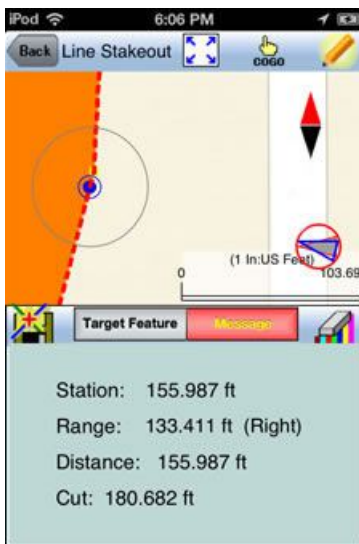 iPod 6:06 PM
Back Line Stakeout COGO
(1 In:US Feet)
0 103.69
Target Feature Message
Station: 155.987 ft
Range: 133.411 ft (Right)
Distance: 155.987 ft
Cut: 180.682 ft